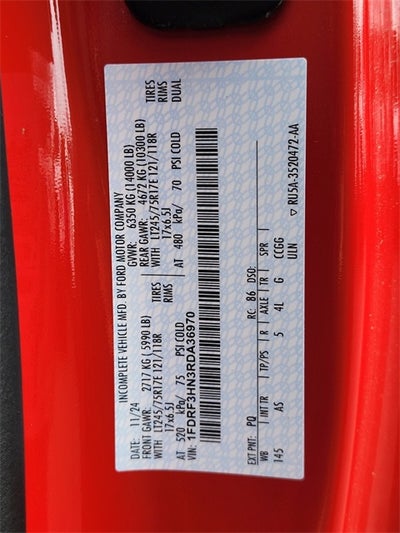 INCOMPLETE VEHICLE MFD. BY FORD MOTOR COMPANY
DATE: 11/24 GVWR: 6350 KG (14000 LB)
FRONT GAWR: 2717 KG (5990 LB) REAR GAWR: 4672 KG (10300 LB)
WITH LT245/75R17E 121/118R TIRES WITH LT245/75R17E 121/118R TIRES
17x6.5J RIMS 17x6.5J RIMS
AT 520 kPa/ 75 PSI COLD AT 480 kPa/ 70 PSI COLD DUAL
VIN: 1FDRF3HN3RDA36970
EXT PNT: PQ RC: 86 DSO:
WB INT TR TP/PS R AXLE TR SPR
145 AS 5 4L G CCGG
ULN
RU5A-3520472-AA